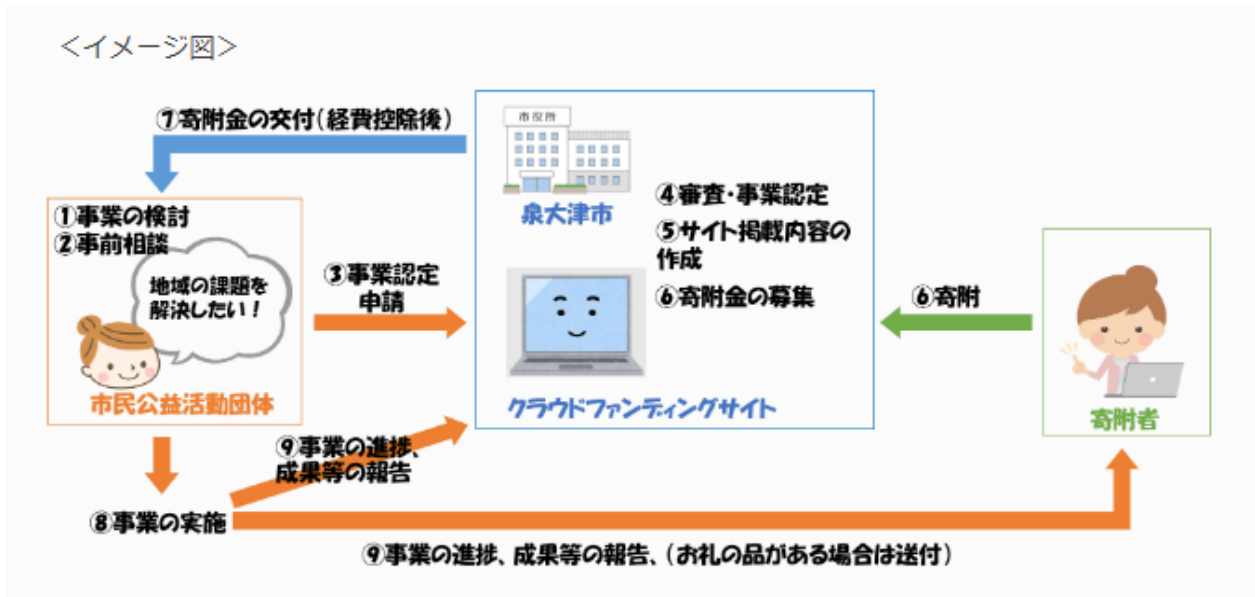 ＜イメージ図＞
⑦寄附金の交付（経費控除後）
市役所
泉大津市
④審査・事業認定
⑤サイト掲載内容の
作成
⑥寄附金の募集
クラウドファンディングサイト
①事業の検討
②事前相談
地域の課題を
解決したい！
市民公益活動団体
③事業認定
申請
⑥寄附
寄附者
⑨事業の進捗、
成果等の報告
⑧事業の実施
⑨事業の進捗、成果等の報告、（お礼の品がある場合は送付）